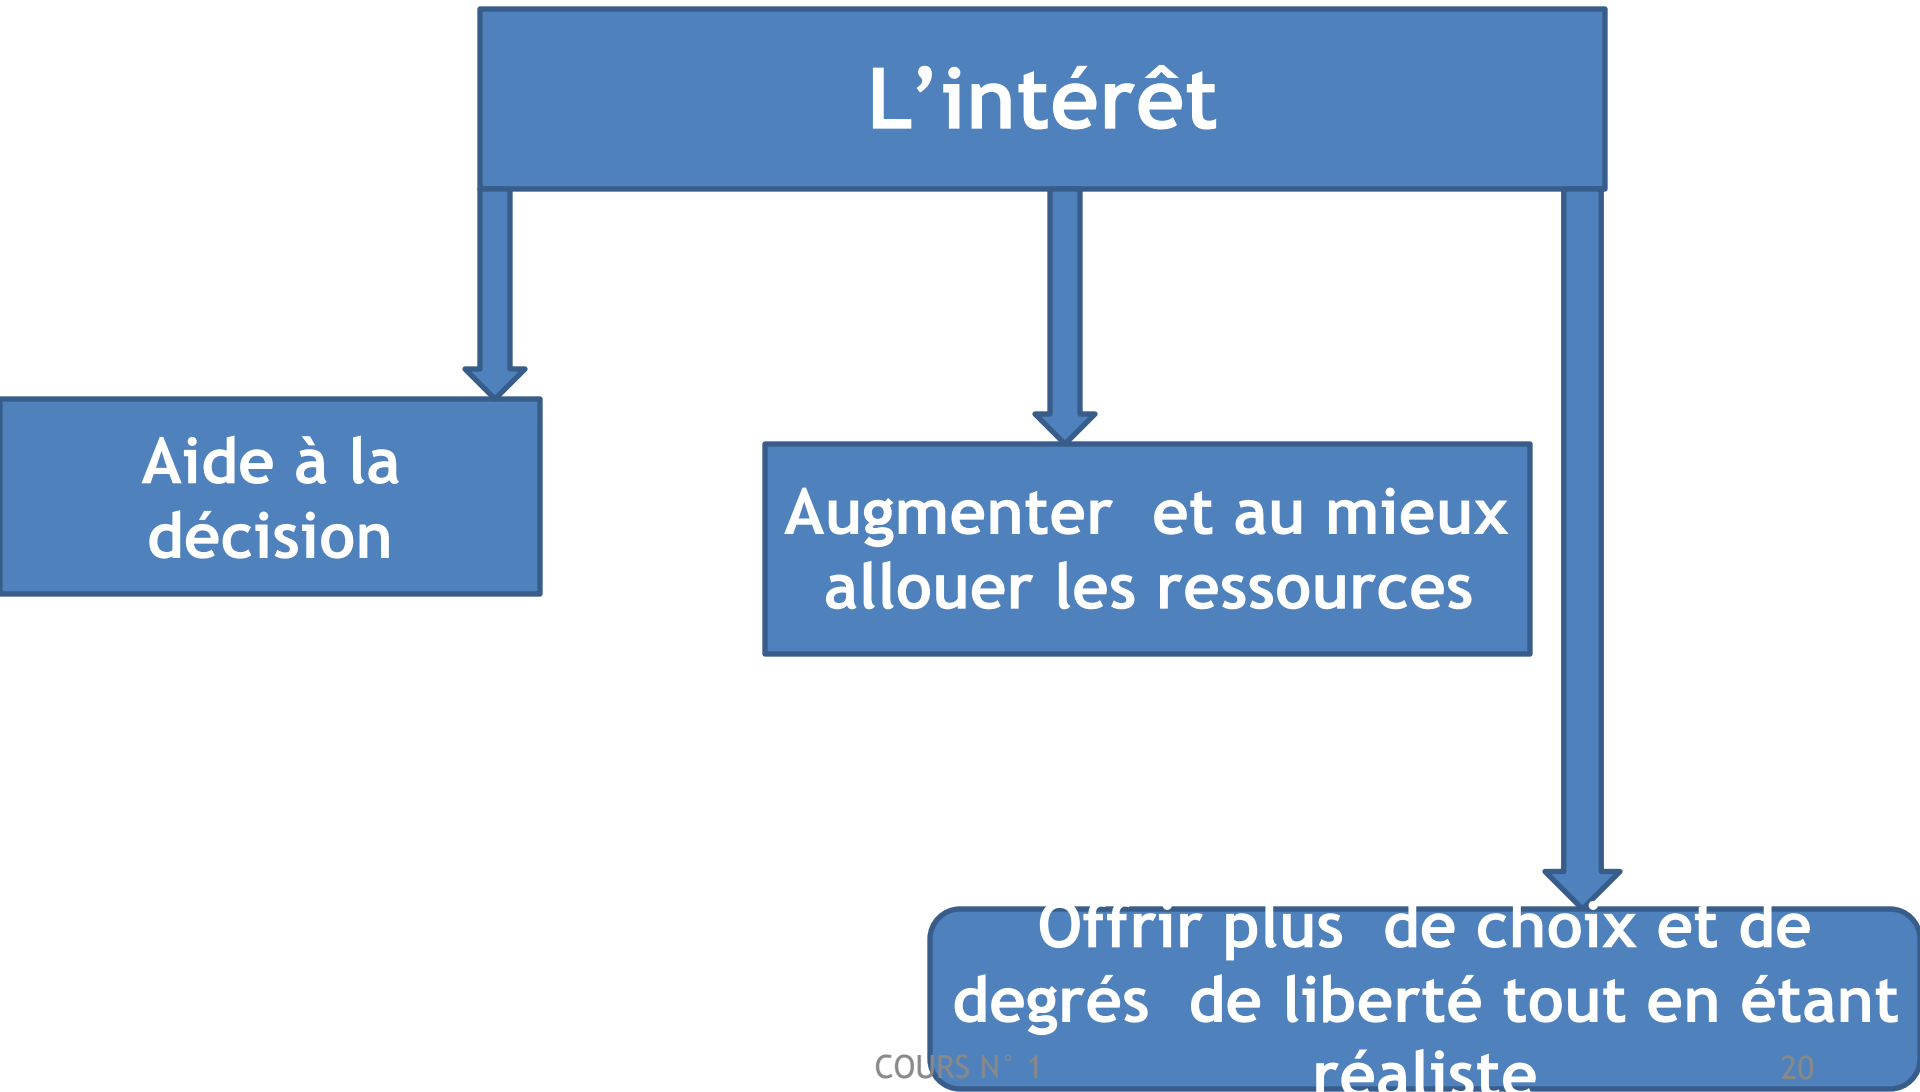 L’intérêt
Aide à la
décision
Augmenter et au mieux
allouer les ressources
Offrir plus de choix et de
degrés de liberté tout en étant
réaliste
COURS N° 1
20